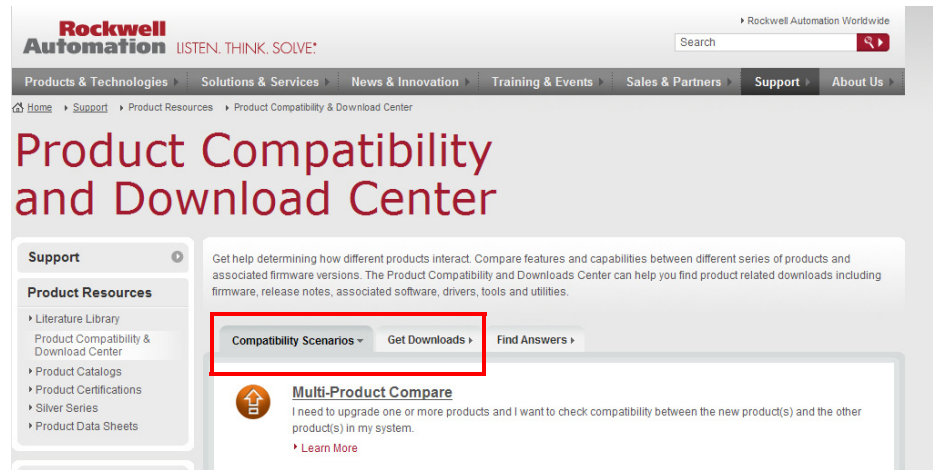 Rockwell Automation Worldwide
Rockwell
Automation LISTEN. THINK. SOLVE.®
Search
Products & Technologies Solutions & Services News & Innovation Training & Events Sales & Partners Support About Us
Home Support Product Resources Product Compatibility & Download Center
Product Compatibility
and Download Center
Support
Product Resources
Literature Library
Product Compatibility &
Download Center
Product Catalogs
Product Certifications
Silver Series
Product Data Sheets
Get help determining how different products interact. Compare features and capabilities between different series of products and
associated firmware versions. The Product Compatibility and Downloads Center can help you find product related downloads including
firmware, release notes, associated software, drivers, tools and utilities.
Compatibility Scenarios Get Downloads Find Answers
Multi-Product Compare
I need to upgrade one or more products and I want to check compatibility between the new product(s) and the other
product(s) in my system.
Learn More